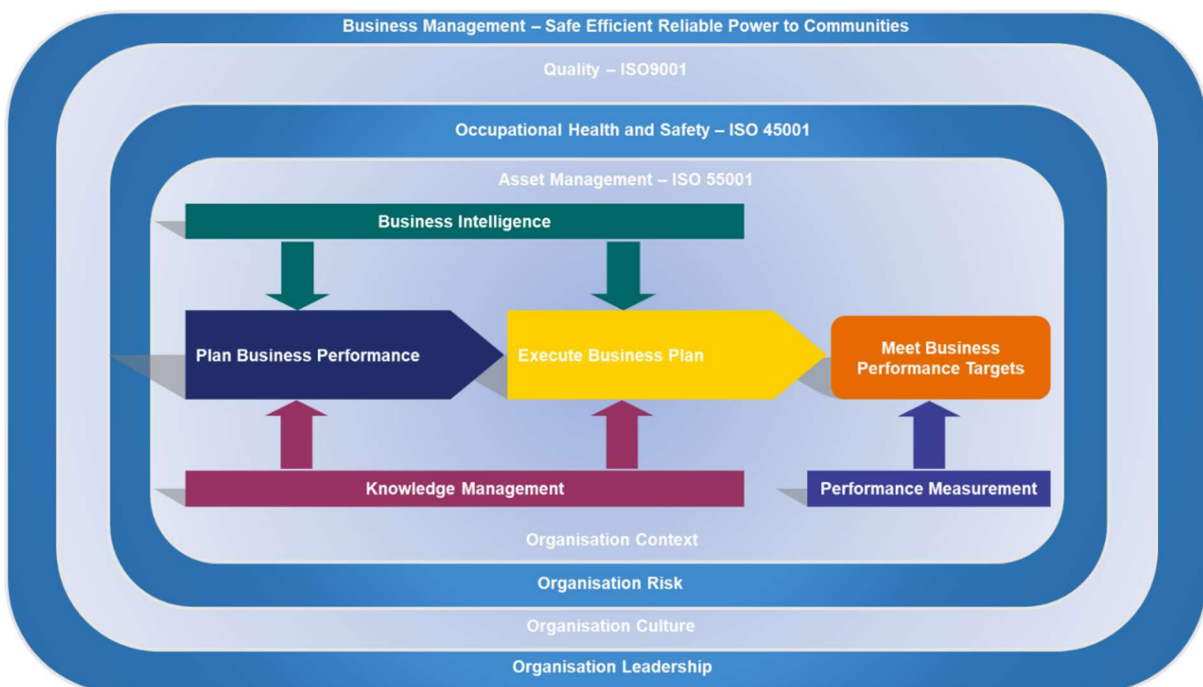 Business Management – Safe Efficient Reliable Power to Communities
Quality – ISO9001
Occupational Health and Safety – ISO 45001
Asset Management – ISO 55001
Business Intelligence
Plan Business Performance
Execute Business Plan
Meet Business
Performance Targets
Knowledge Management
Performance Measurement
Organisation Context
Organisation Risk
Organisation Culture
Organisation Leadership